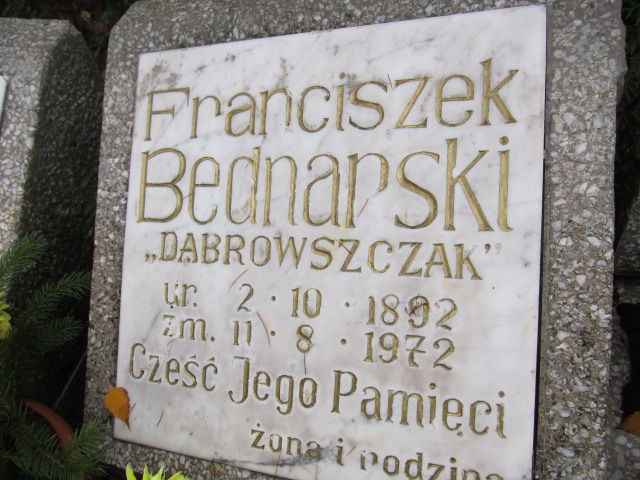 Franciszek
Bednarski
„DĄBROWSZCZAK”
ur. 2 · 10 · 1892
zm. 11 · 8 · 1972
Cześć Jego Pamięci
żona i rodzina